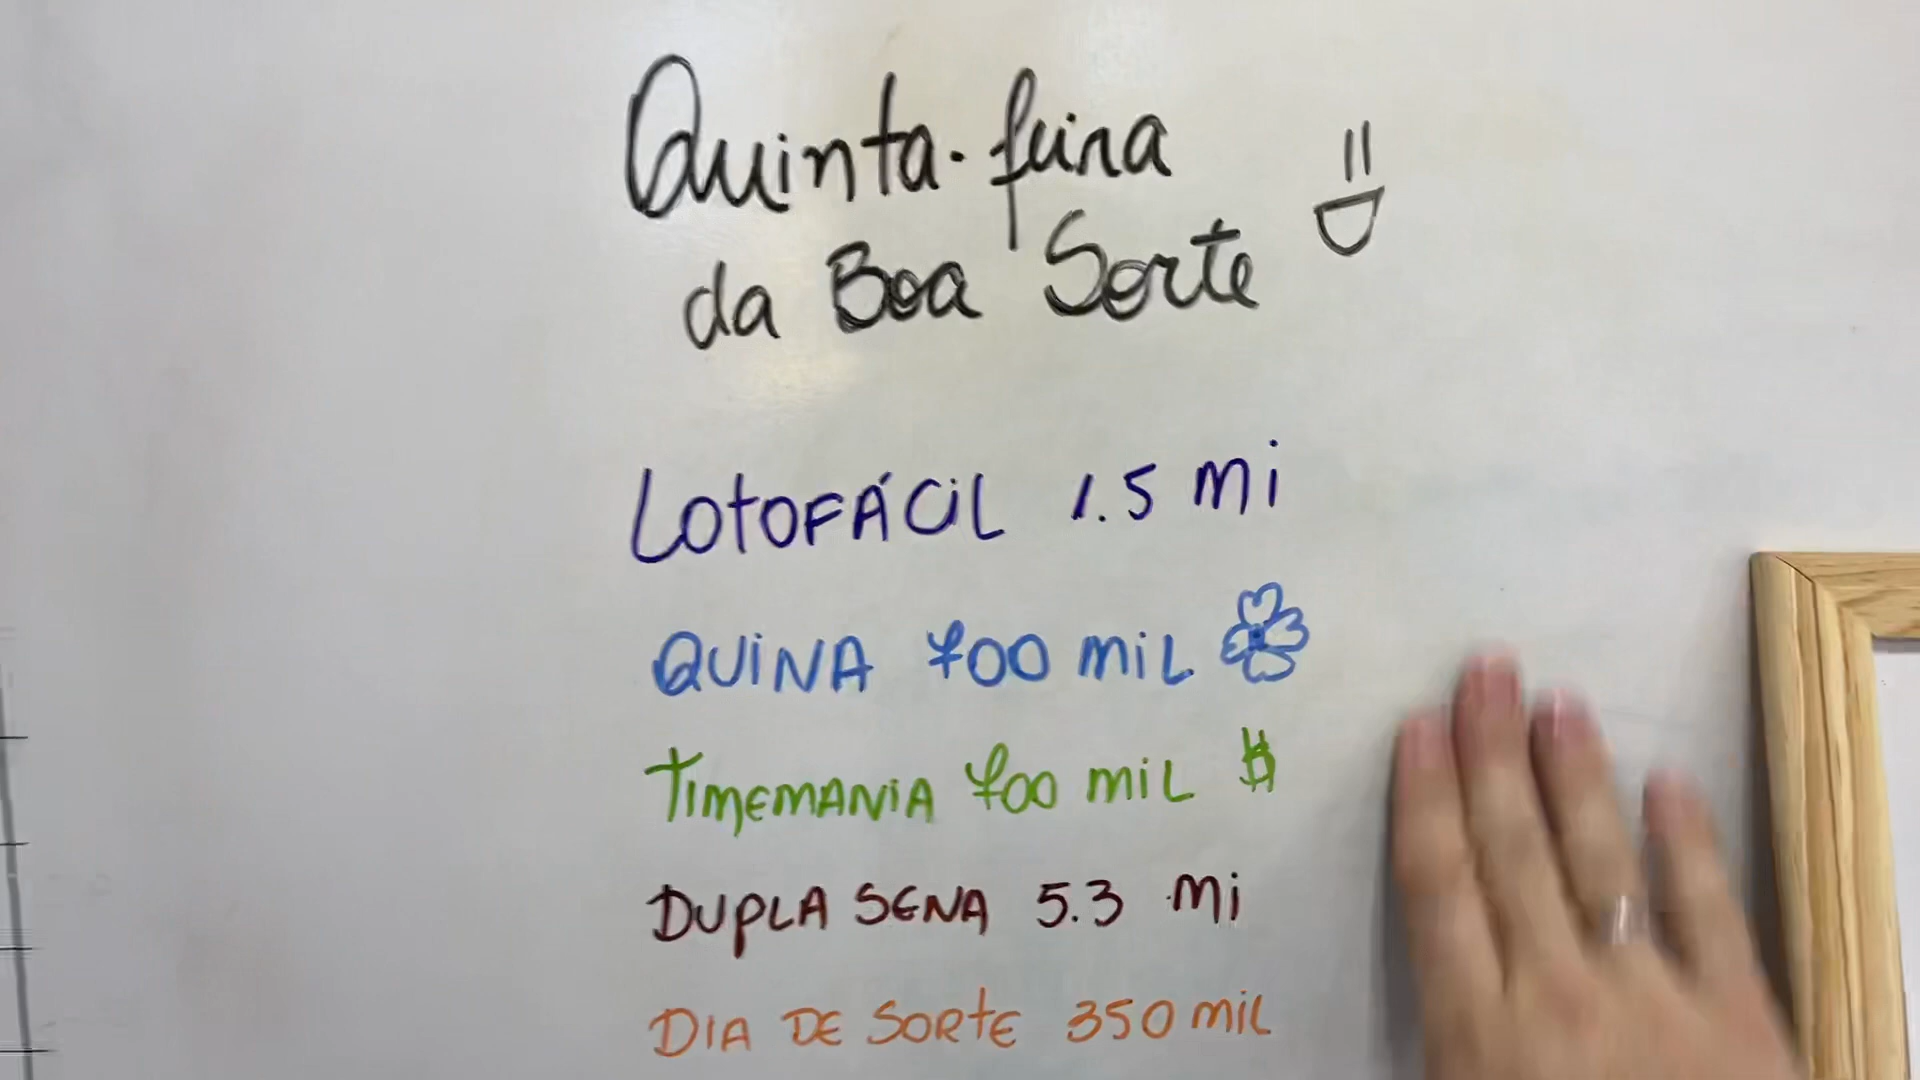 Quinta-feira
da Boa Sorte =D
LOTOFÁCIL 1.5 Mi
QUINA 700 MIL
TIMEMANIA 700 MIL $
DUPLA SENA 5.3 Mi
DIA DE SORTE 350 MIL